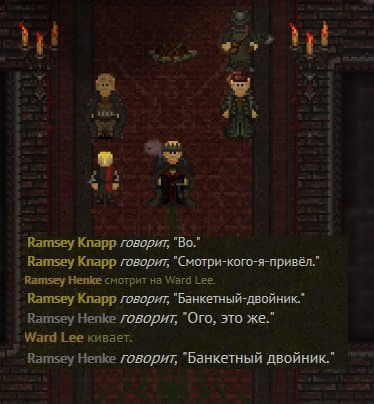 Ramsey Knapp говорит, "Во."
Ramsey Knapp говорит, "Смотри-кого-я-привёл."
Ramsey Henke смотрит на Ward Lee.
Ramsey Knapp говорит, "Банкетный-двойник."
Ramsey Henke говорит, "Ого, это же."
Ward Lee кивает.
Ramsey Henke говорит, "Банкетный двойник."